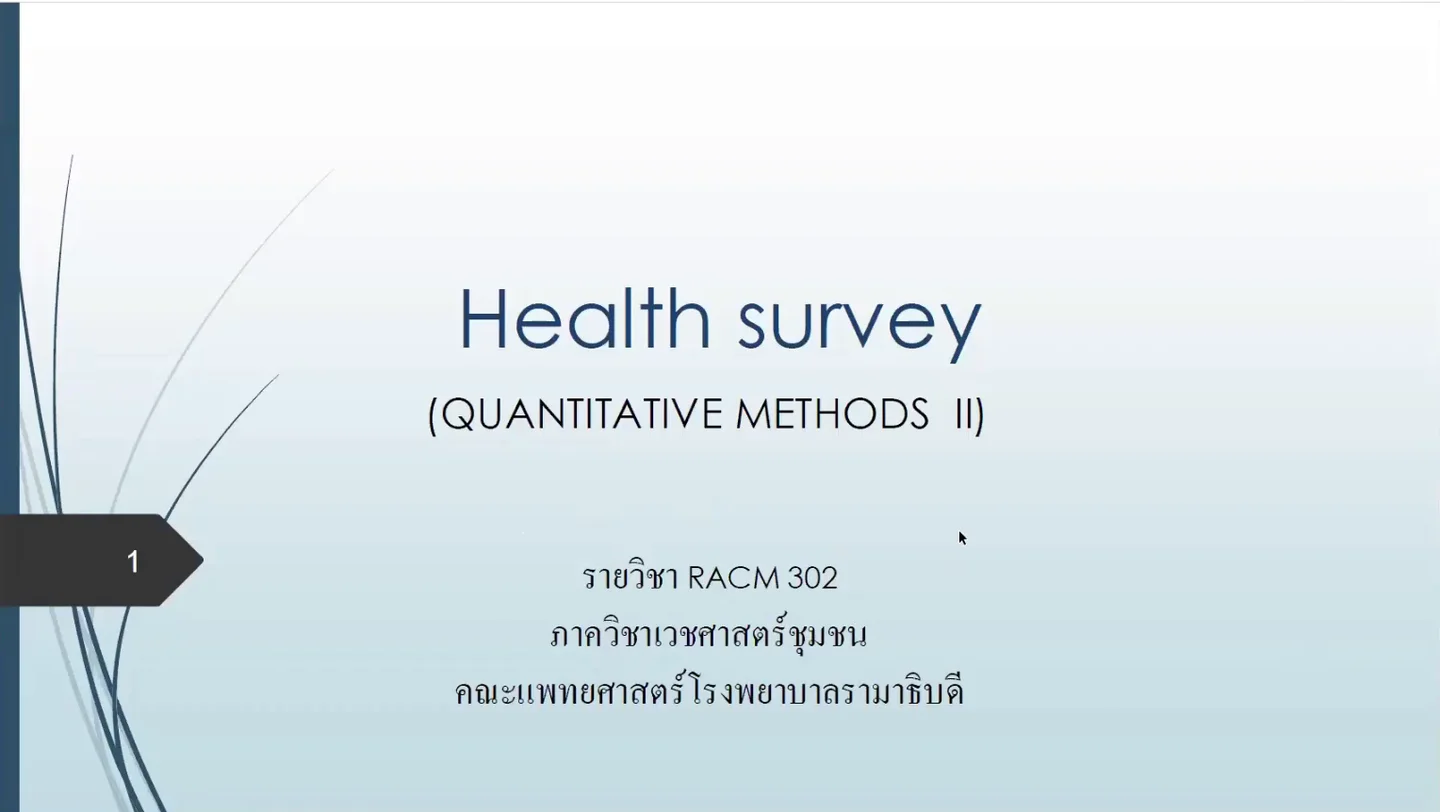 Health survey
(QUANTITATIVE METHODS II)
1
รายวิชา RACM 302
ภาควิชาเวชศาสตร์ชุมชน
คณะแพทยศาสตร์โรงพยาบาลรามาธิบดี